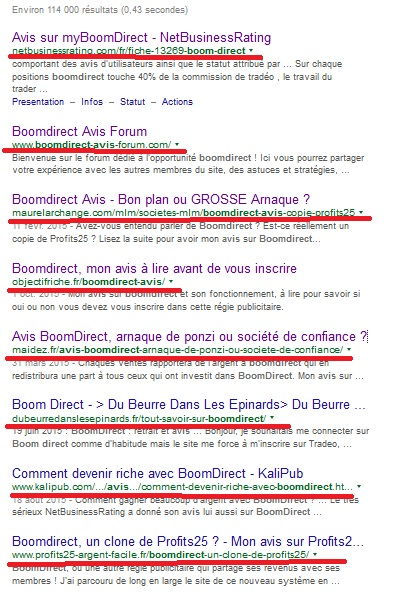 Environ 114 000 résultats (0,43 secondes)
Avis sur myBoomDirect - NetBusinessRating
netbusinessrating.com/fr/fiche-13269-boom-direct
comportant des avis d'utilisateurs ainsi que le statut attribué par ... Sur chaque
positions boomdirect touche 40% de la commission de tradéo , le travail du
trader ...
Presentation – Infos – Statut – Actions
Boomdirect Avis Forum
www.boomdirect-avis-forum.com/
Bienvenue sur le forum dédié à l'opportunité boomdirect ! Ici vous pourrez partager
votre expérience avec les autres membres du site, des astuces et stratégies, ...
Boomdirect Avis - Bon plan ou GROSSE Arnaque ?
maurelarchange.com/mlm/societes-mlm/boomdirect-avis-copie-profits25
11 févr. 2015 - Avez-vous entendu parler de BoomDirect ? Est-ce réellement un
copie de Profits25 ? Lisez la suite pour avoir mon avis sur BoomDirect...
Boomdirect, mon avis à lire avant de vous inscrire
objectifriche.fr/boomdirect-avis/
1 oct. 2015 - Mon avis sur boomdirect et son fonctionnement, à lire pour savoir si
oui ou non vous devez vous inscrire dans cette régie publicitaire.
Avis BoomDirect, arnaque de ponzi ou société de confiance ?
maidez.fr/avis-boomdirect-arnaque-de-ponzi-ou-societe-de-confiance/
31 mars 2015 - Chaques ventes rapportent à l'arnaque boomdirect qui en
redistribura une part à tous ceux qui ont investit dans BoomDirect. Mon avis sur ...
Boom Direct - > Du Beurre Dans Les Epinards> Du Beurre ...
dubeurredanslesepinards.fr/tout-savoir-sur-boomdirect/
19 juin 2015 - BoomDirect : retrait et avis ... Bonjour, je souhaitais me connecter sur
Boom direct comme d'habitude mais le site me force à m'inscrire sur Tradeo, ...
Comment devenir riche avec BoomDirect - KaliPub
www.kalipub.com/.../avis.../comment-devenir-riche-avec-boomdirect.ht...
18 août 2015 - Comment gagner beaucoup d'argent avec BoomDirect ? ... Le très
sérieux NetBusinessRating a donné son avis lui aussi sur BoomDirect ...
Boomdirect, un clone de Profits25 ? - Mon avis sur Profits2...
www.profits25-argent-facile.fr/boomdirect-un-clone-de-profits25/
BoomDirect, ou une autre régie publicitaire qui partage ses revenus avec ses
membres ! J'ai parcouru de long en large le site de ce nouveau système en ...